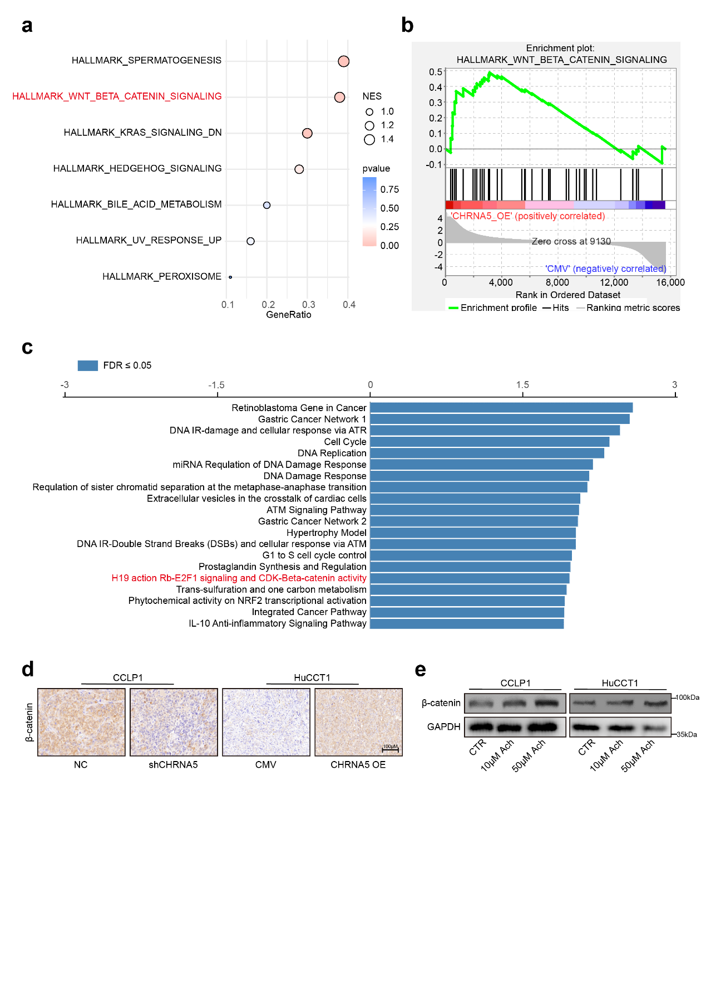 a
HALLMARK_SPERMATOGENESIS
HALLMARK_WNT_BETA_CATENIN_SIGNALING
HALLMARK_KRAS_SIGNALING_DN
HALLMARK_HEDGEHOG_SIGNALING
HALLMARK_BILE_ACID_METABOLISM
HALLMARK_UV_RESPONSE_UP
HALLMARK_PEROXISOME
0.1 0.2 0.3 0.4
GeneRatio
NES
1.0
1.2
1.4
pvalue
0.75
0.50
0.25
0.00
b
Enrichment plot:
HALLMARK_WNT_BETA_CATENIN_SIGNALING
0.5
0.4
0.3
0.2
0.1
0.0
-0.1
'CHRNA5_OE' (positively correlated)
4
2
0
-2
-4
Zero cross at 9130
'CMV' (negatively correlated)
0 4,000 8,000 12,000 16,000
Rank in Ordered Dataset
Enrichment profile Hits Ranking metric scores
c
FDR ≤ 0.05
-3 -1.5 0 1.5 3
Retinoblastoma Gene in Cancer
Gastric Cancer Network 1
DNA IR-damage and cellular response via ATR
Cell Cycle
DNA Replication
miRNA Requlation of DNA Damage Response
DNA Damage Response
Requlation of sister chromatid separation at the metaphase-anaphase transition
Extracellular vesicles in the crosstalk of cardiac cells
ATM Signaling Pathway
Gastric Cancer Network 2
Hypertrophy Model
DNA IR-Double Strand Breaks (DSBs) and cellular response via ATM
G1 to S cell cycle control
Prostaglandin Synthesis and Regulation
H19 action Rb-E2F1 signaling and CDK-Beta-catenin activity
Trans-sulfuration and one carbon metabolism
Phytochemical activity on NRF2 transcriptional activation
Integrated Cancer Pathway
IL-10 Anti-inflammatory Signaling Pathway
d
CCLP1 HuCCT1
β-catenin
100μM
NC shCHRNA5 CMV CHRNA5 OE
e
CCLP1 HuCCT1
β-catenin
100kDa
GAPDH
35kDa
CTR 10μM Ach 50μM Ach CTR 10μM Ach 50μM Ach